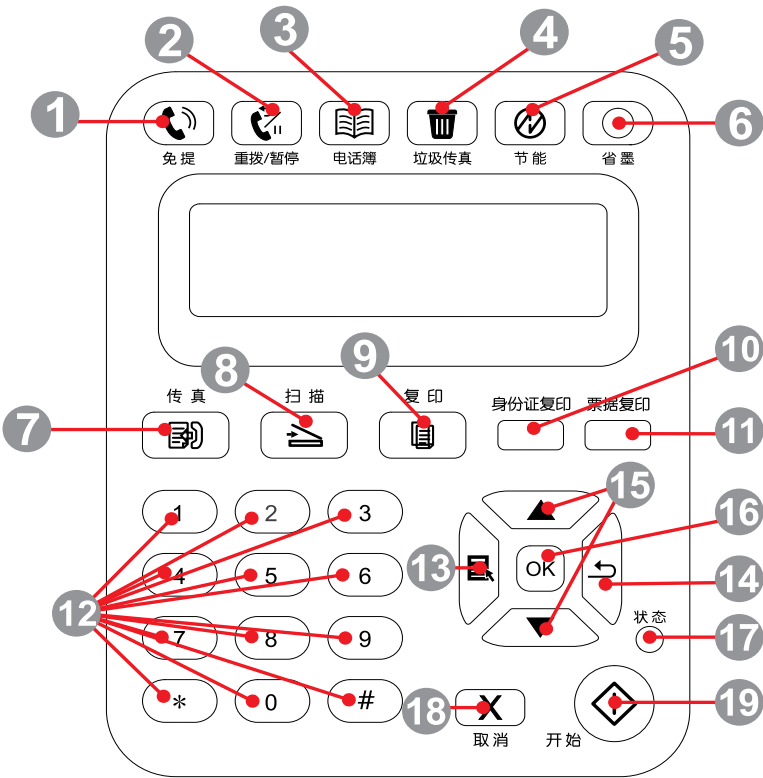 2 3 4 5
1 6
免提 重拨/暂停 电话簿 垃圾传真 节能 省墨
8 9 10
传真 扫描 复印 身份证复印 票据复印
7 11
15
1 2 3 16
13 4 5 6 OK 14
12 状态
7 8 9 17
* 0 # 18 X 19
取消 开始